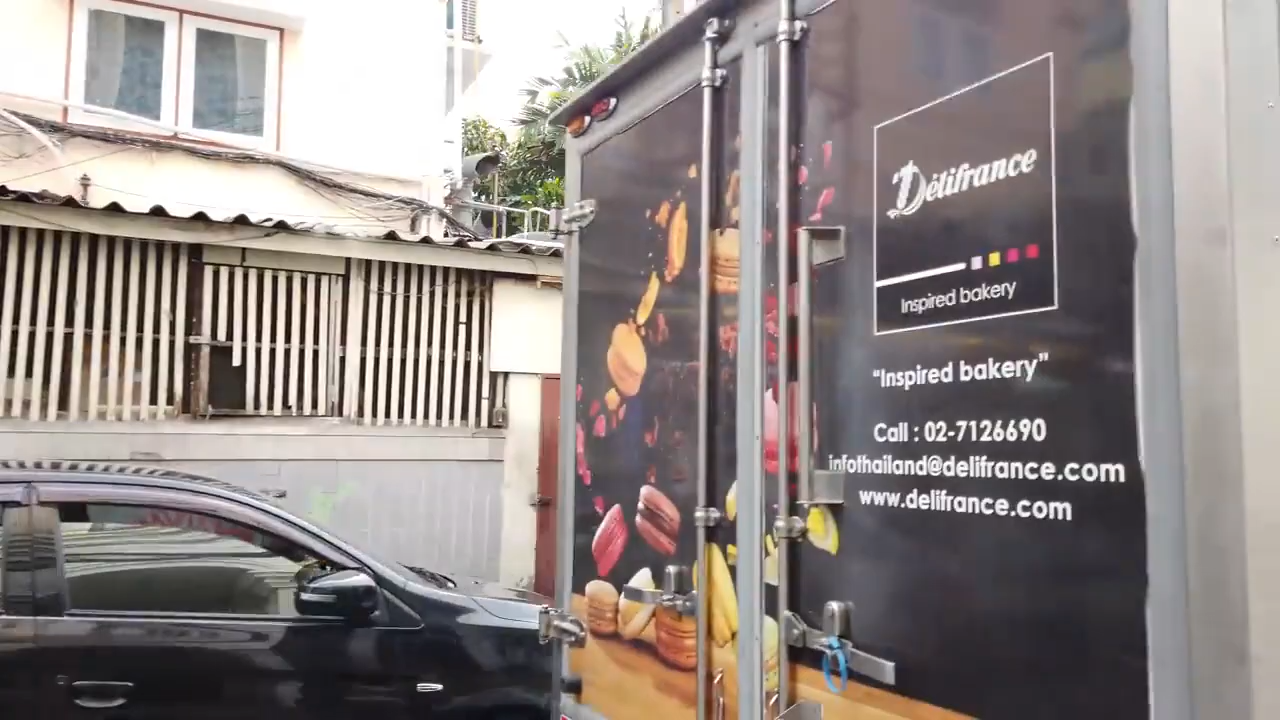 Délifrance
Inspired bakery
“Inspired bakery”
Call : 02-7126690
infothailand@delifrance.com
www.delifrance.com